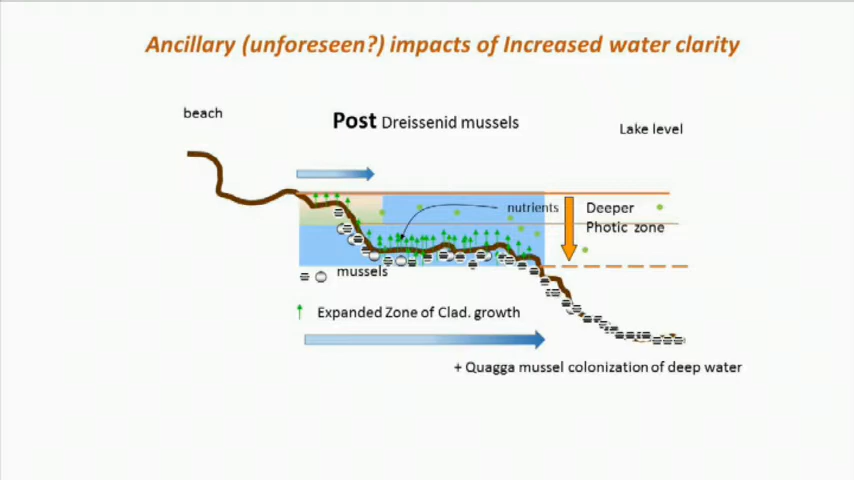 Ancillary (unforeseen?) impacts of Increased water clarity
beach
Post Dreissenid mussels
Lake level
nutrients
Deeper
Photic zone
mussels
Expanded Zone of Clad. growth
+ Quagga mussel colonization of deep water